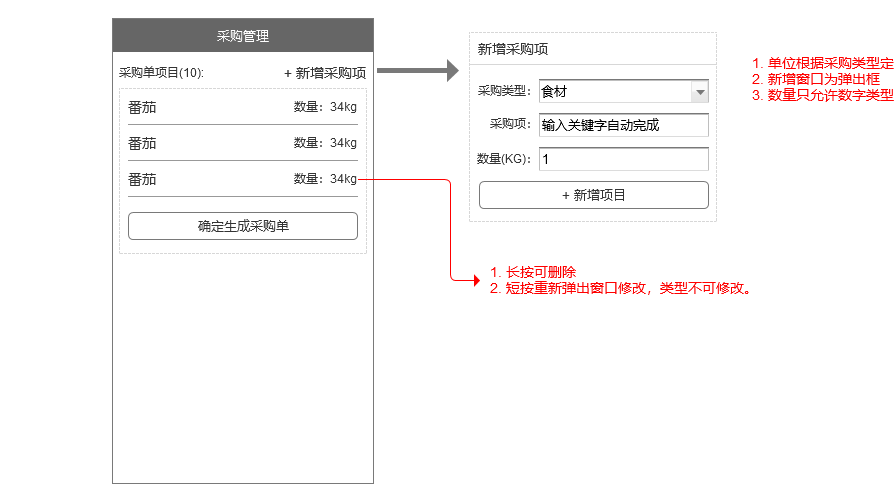 采购管理
采购单项目(10):
+ 新增采购项
番茄
数量：34kg
番茄
数量：34kg
番茄
数量：34kg
确定生成采购单
新增采购项
采购类型：
食材
采购项：
输入关键字自动完成
数量(KG)：
1
+ 新增项目
1. 单位根据采购类型定
2. 新增窗口为弹出框
3. 数量只允许数字类型
1. 长按可删除
2. 短按重新弹出窗口修改，类型不可修改。